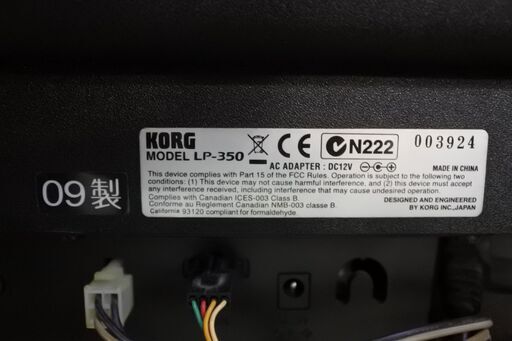 KORG
MODEL LP-350
CE
N222
003924
AC ADAPTER : DC12V
MADE IN CHINA
This device complies with Part 15 of the FCC Rules. Operation is subject to the following two
conditions: (1) This device may not cause harmful interference, and (2) this device must accept
any interference received, including interference that may cause undesired operation.
Complies with Canadian ICES-003 Class B.
Conforme au Reglement Canadian NMB-003 classe B.
California 93120 compliant for formaldehyde.
DESIGNED AND ENGINEERED
BY KORG INC.,JAPAN
09製